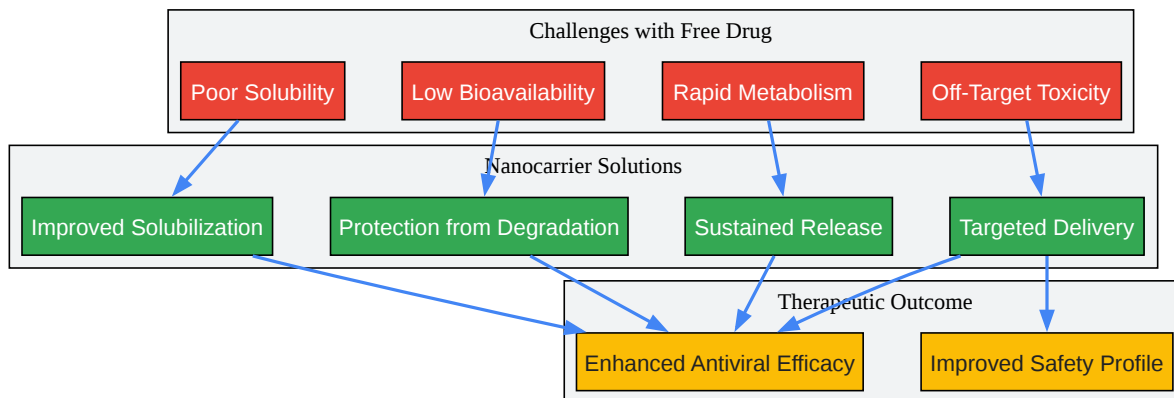 Challenges with Free Drug
Poor Solubility
Low Bioavailability
Rapid Metabolism
Off-Target Toxicity
Nanocarrier Solutions
Improved Solubilization
Protection from Degradation
Sustained Release
Targeted Delivery
Therapeutic Outcome
Enhanced Antiviral Efficacy
Improved Safety Profile